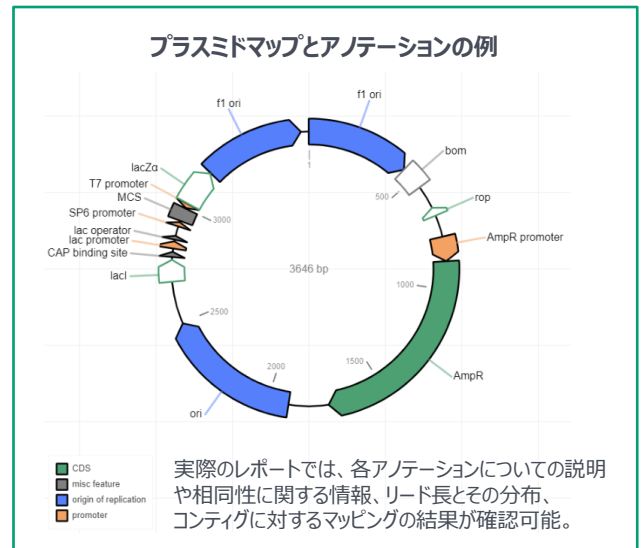 プラスミドマップとアノテーションの例
f1 ori
f1 ori
bom
lacZα
T7 promoter
MCS
SP6 promoter
lac operator
lac promoter
CAP binding site
lacI
rop
AmpR promoter
AmpR
ori
1
500
1000
1500
2000
2500
3000
3646 bp
CDS
misc feature
origin of replication
promoter
実際のレポートでは、各アノテーションについての説明
や相同性に関する情報、リード長とその分布、
コンティグに対するマッピングの結果が確認可能。